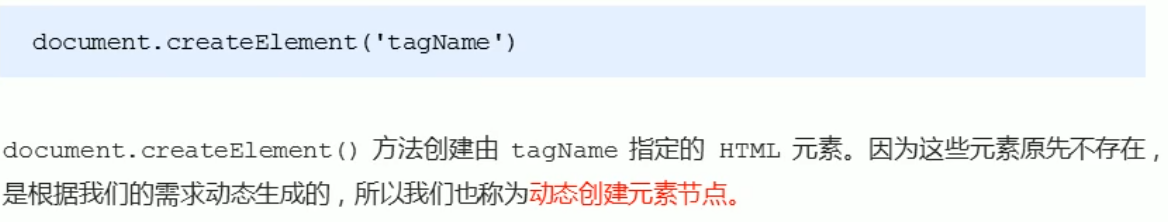 document.createElement('tagName')
document.createElement() 方法创建由 tagName 指定的 HTML 元素。因为这些元素原先不存在，
是根据我们的需求动态生成的，所以我们也称为动态创建元素节点。